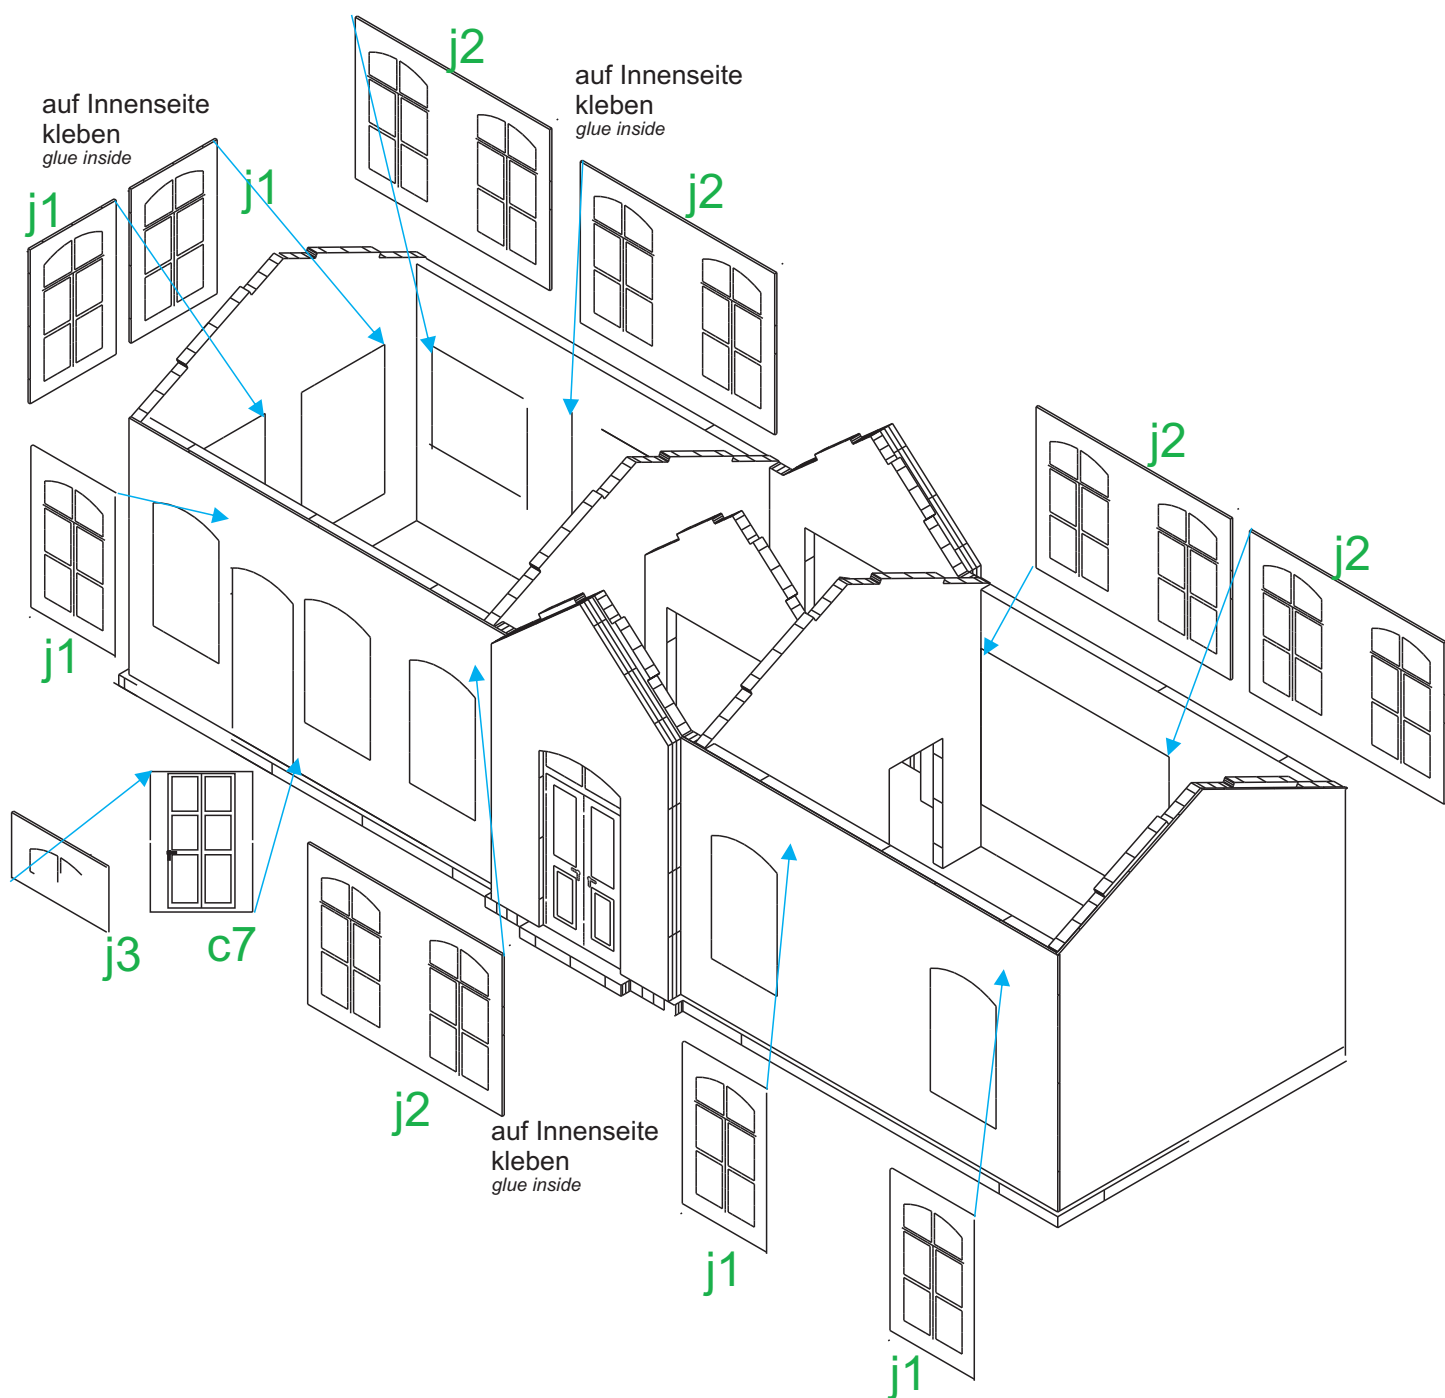 j2
auf Innenseite
kleben
glue inside
auf Innenseite
kleben
glue inside
j1
j1
j2
j2
j2
j1
j3
c7
j2
auf Innenseite
kleben
glue inside
j1
j1